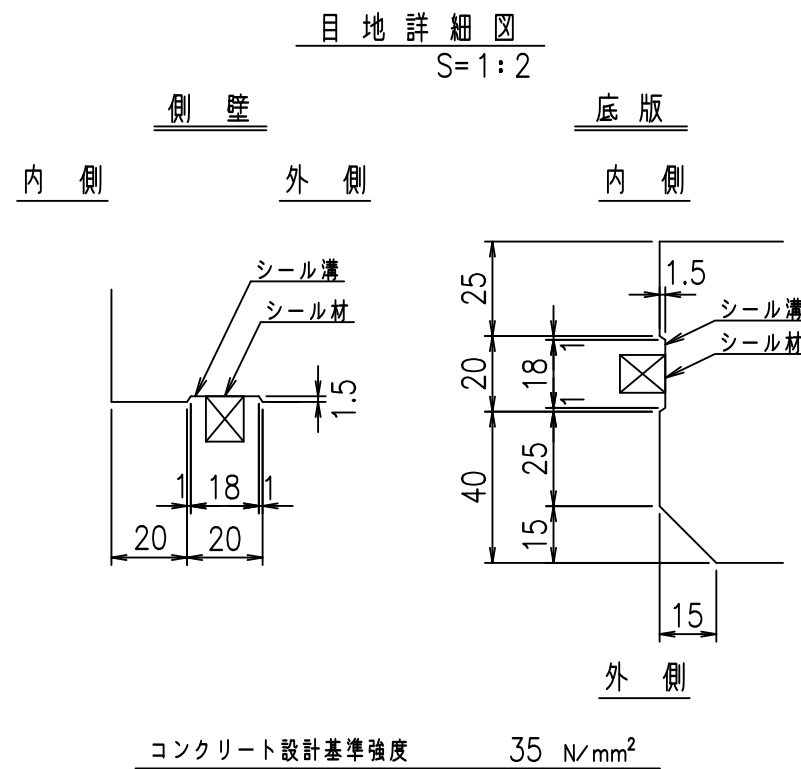 目地詳細図
S=1:2
側壁
内側
外側
シール溝
シール材
1.5
1
18
1
20
20
底版
内側
25
20
40
1
18
1
25
15
1.5
シール溝
シール材
15
外側
コンクリート設計基準強度 35 N/mm²